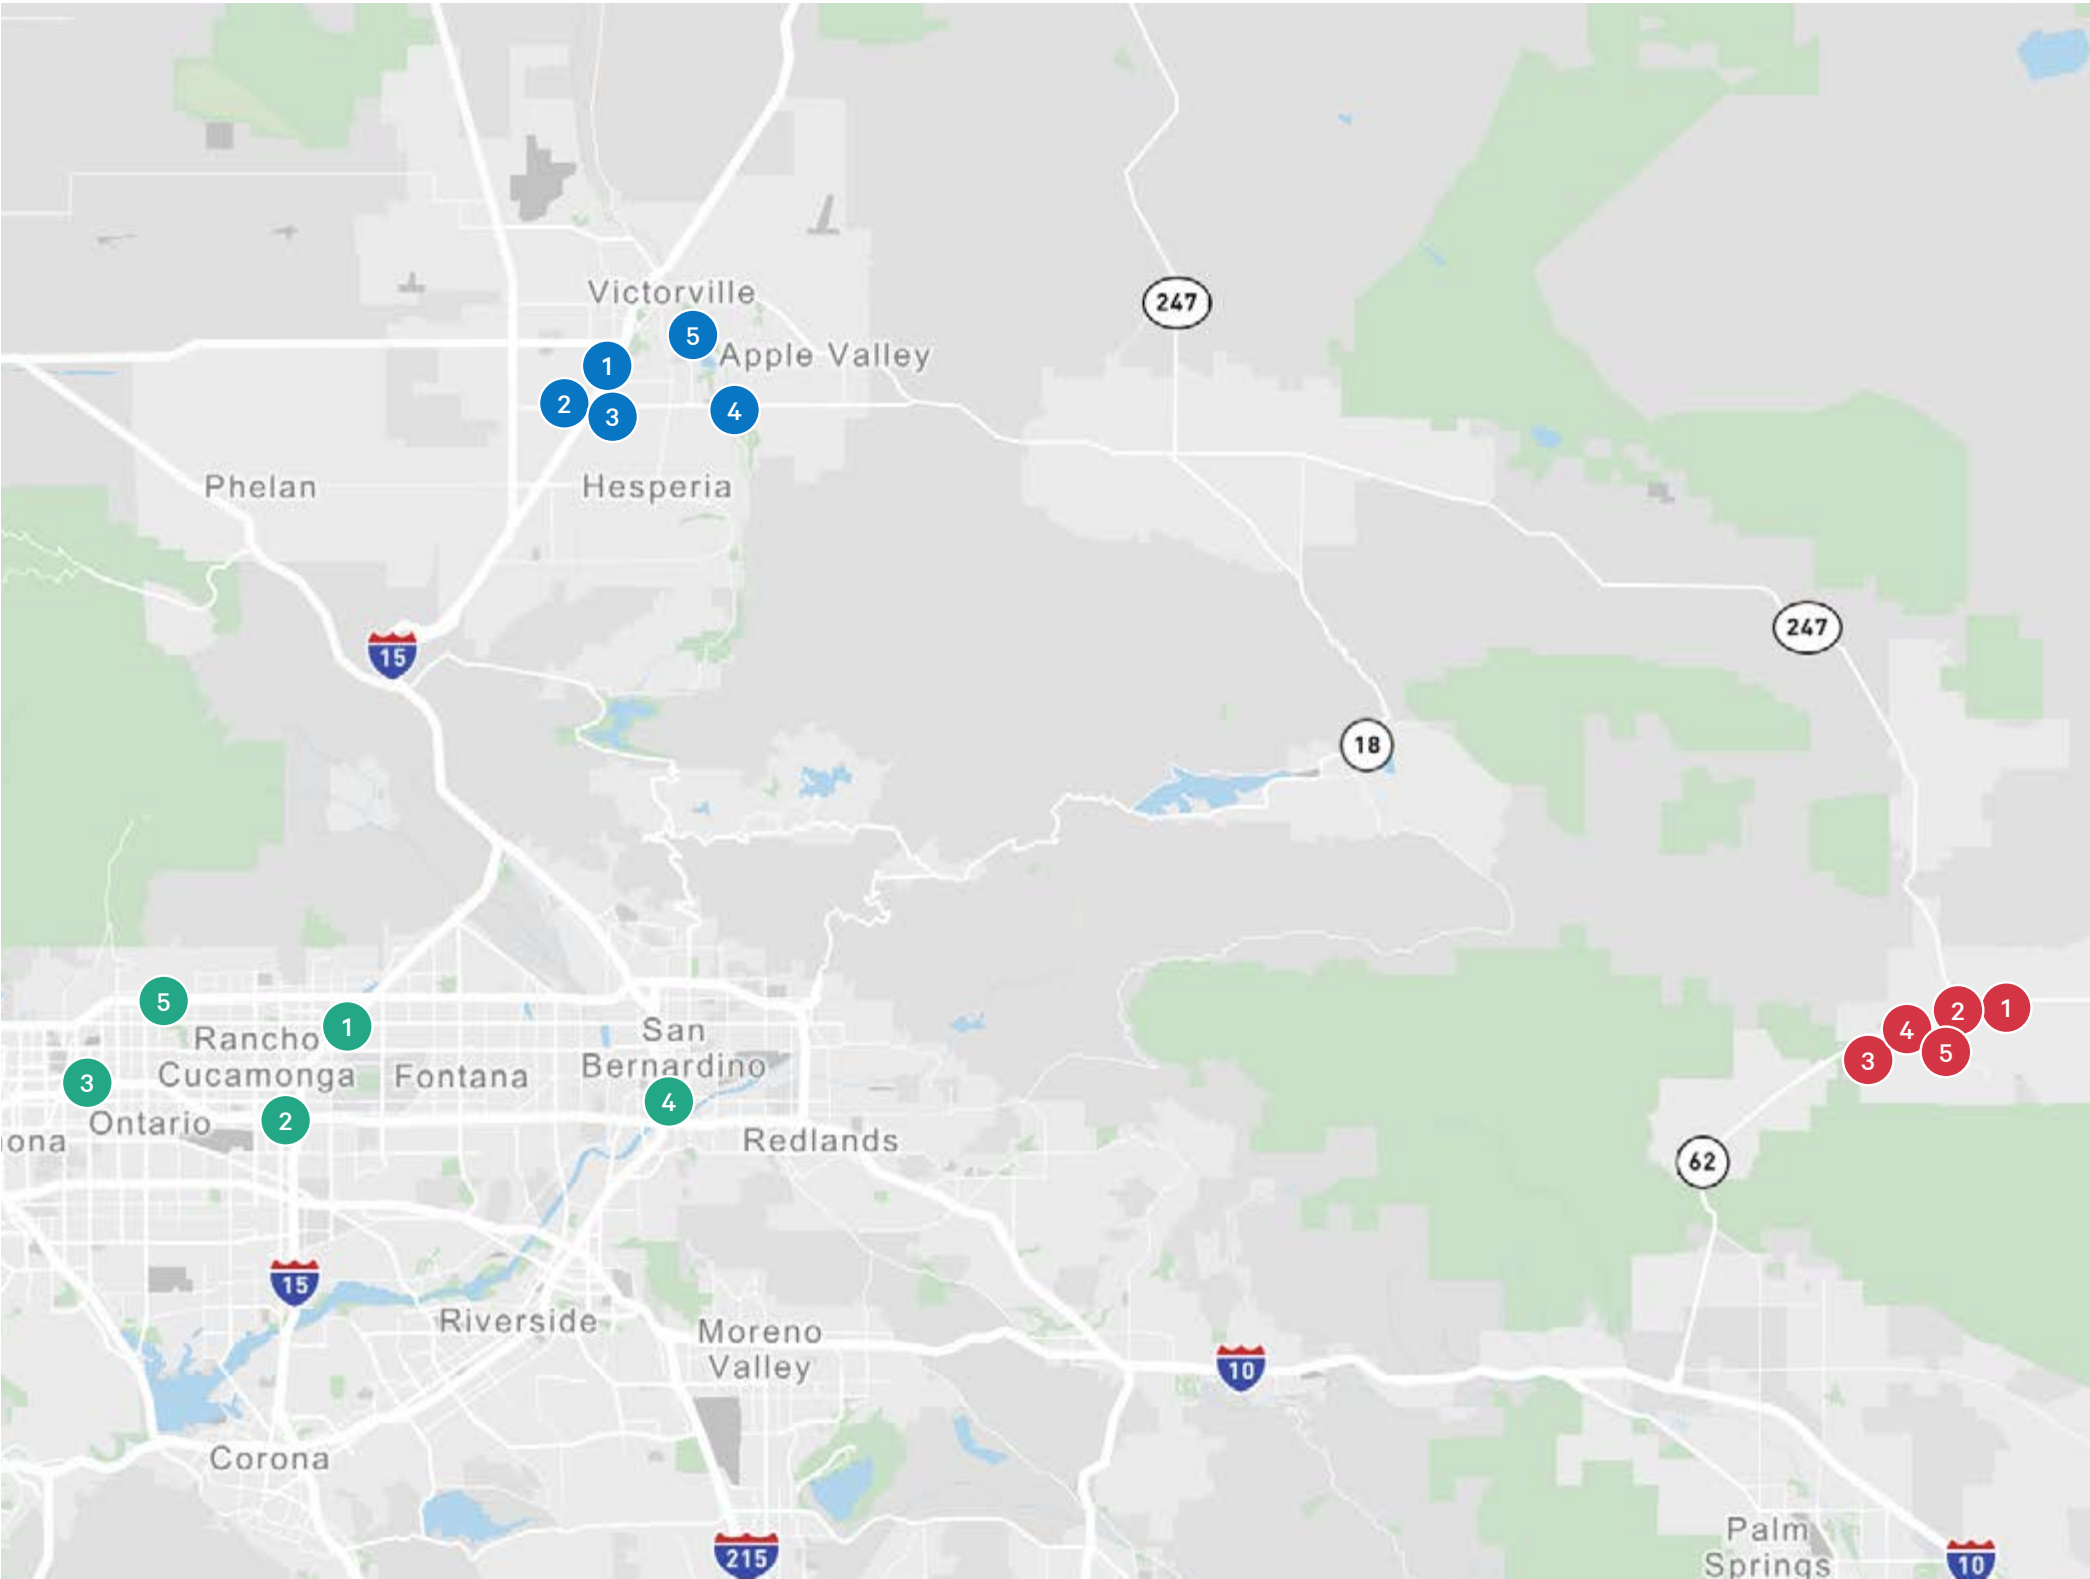 247
Victorville
5
Apple Valley
1
2
3
4
Phelan
Hesperia
247
15
18
5
1
Rancho
Cucamonga
3
Fontana
San
Bernardino
4
2
Ontario
ona
Redlands
2
1
4
5
3
62
15
Riverside
Moreno
Valley
10
Corona
215
Palm
Springs
10